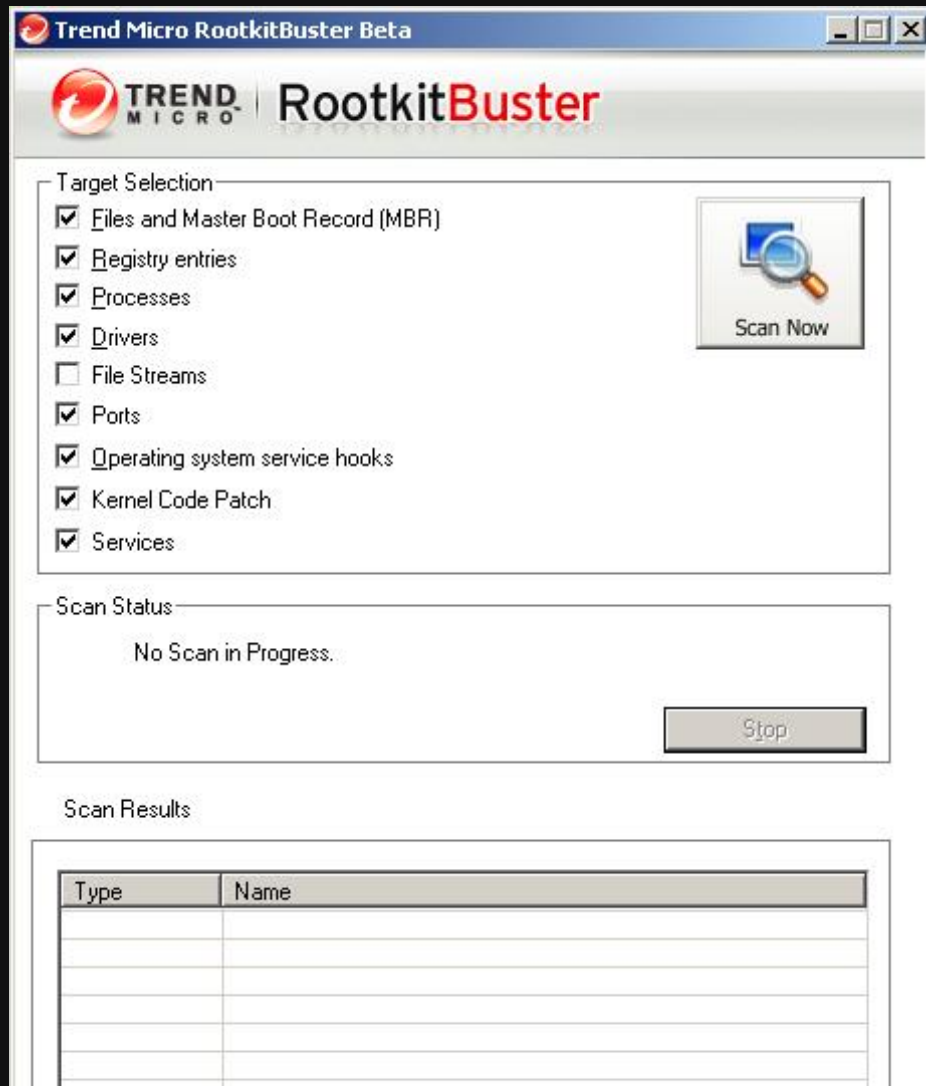 Trend Micro RootkitBuster Beta
TREND MICRO™ RootkitBuster
Target Selection
Files and Master Boot Record (MBR)
Registry entries
Processes
Drivers
File Streams
Ports
Operating system service hooks
Kernel Code Patch
Services
Scan Now
Scan Status
No Scan in Progress.
Stop
Scan Results
Type Name